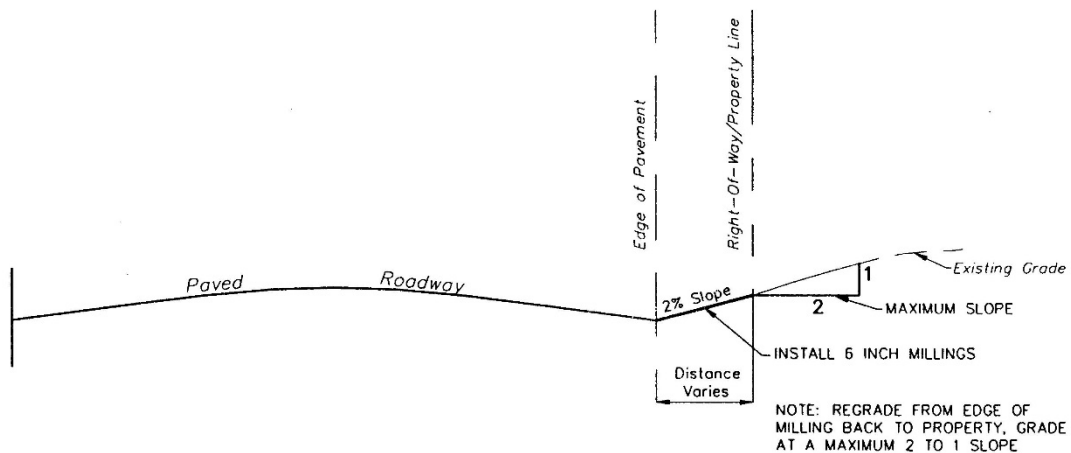 Edge of Pavement
Right-Of-Way/Property Line
Paved Roadway
2% Slope
1
2
Existing Grade
MAXIMUM SLOPE
INSTALL 6 INCH MILLINGS
Distance
Varies
NOTE: REGRADE FROM EDGE OF
MILLING BACK TO PROPERTY, GRADE
AT A MAXIMUM 2 TO 1 SLOPE